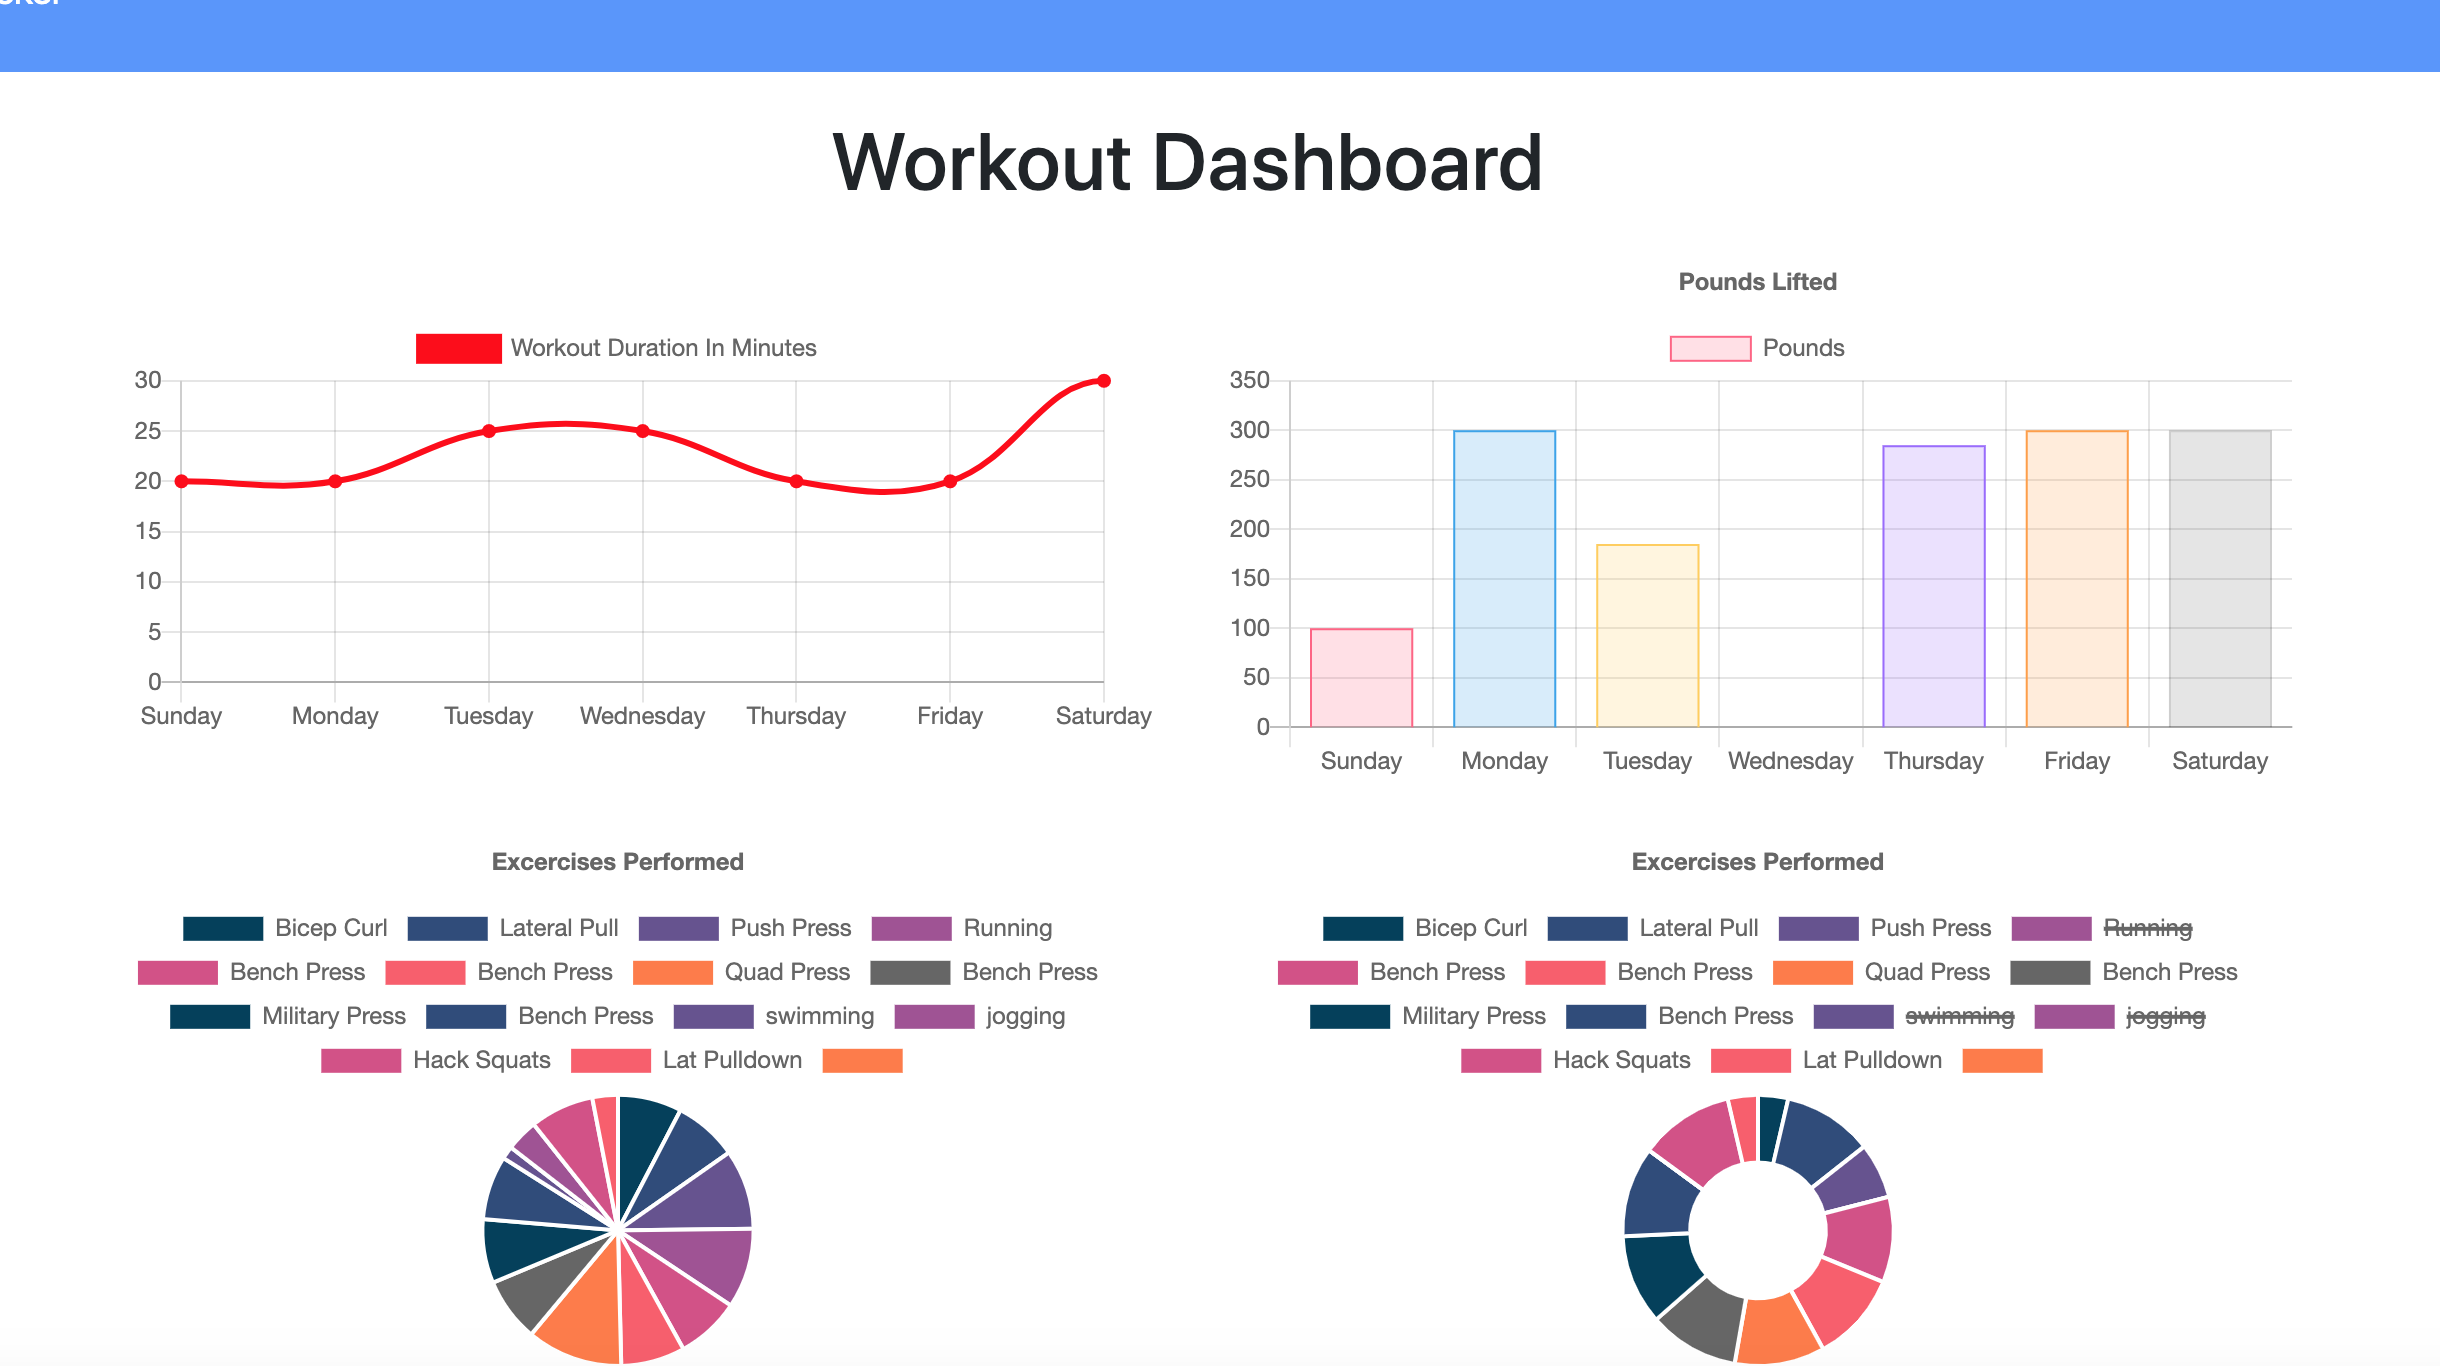 Workout Dashboard
Workout Duration In Minutes
30
25
20
15
10
5
0
Sunday Monday Tuesday Wednesday Thursday Friday Saturday
Pounds Lifted
Pounds
350
300
250
200
150
100
50
0
Sunday Monday Tuesday Wednesday Thursday Friday Saturday
Excercises Performed
Bicep Curl Lateral Pull Push Press Running
Bench Press Bench Press Quad Press Bench Press
Military Press Bench Press swimming jogging
Hack Squats Lat Pulldown
Excercises Performed
Bicep Curl Lateral Pull Push Press Running
Bench Press Bench Press Quad Press Bench Press
Military Press Bench Press swimming jogging
Hack Squats Lat Pulldown